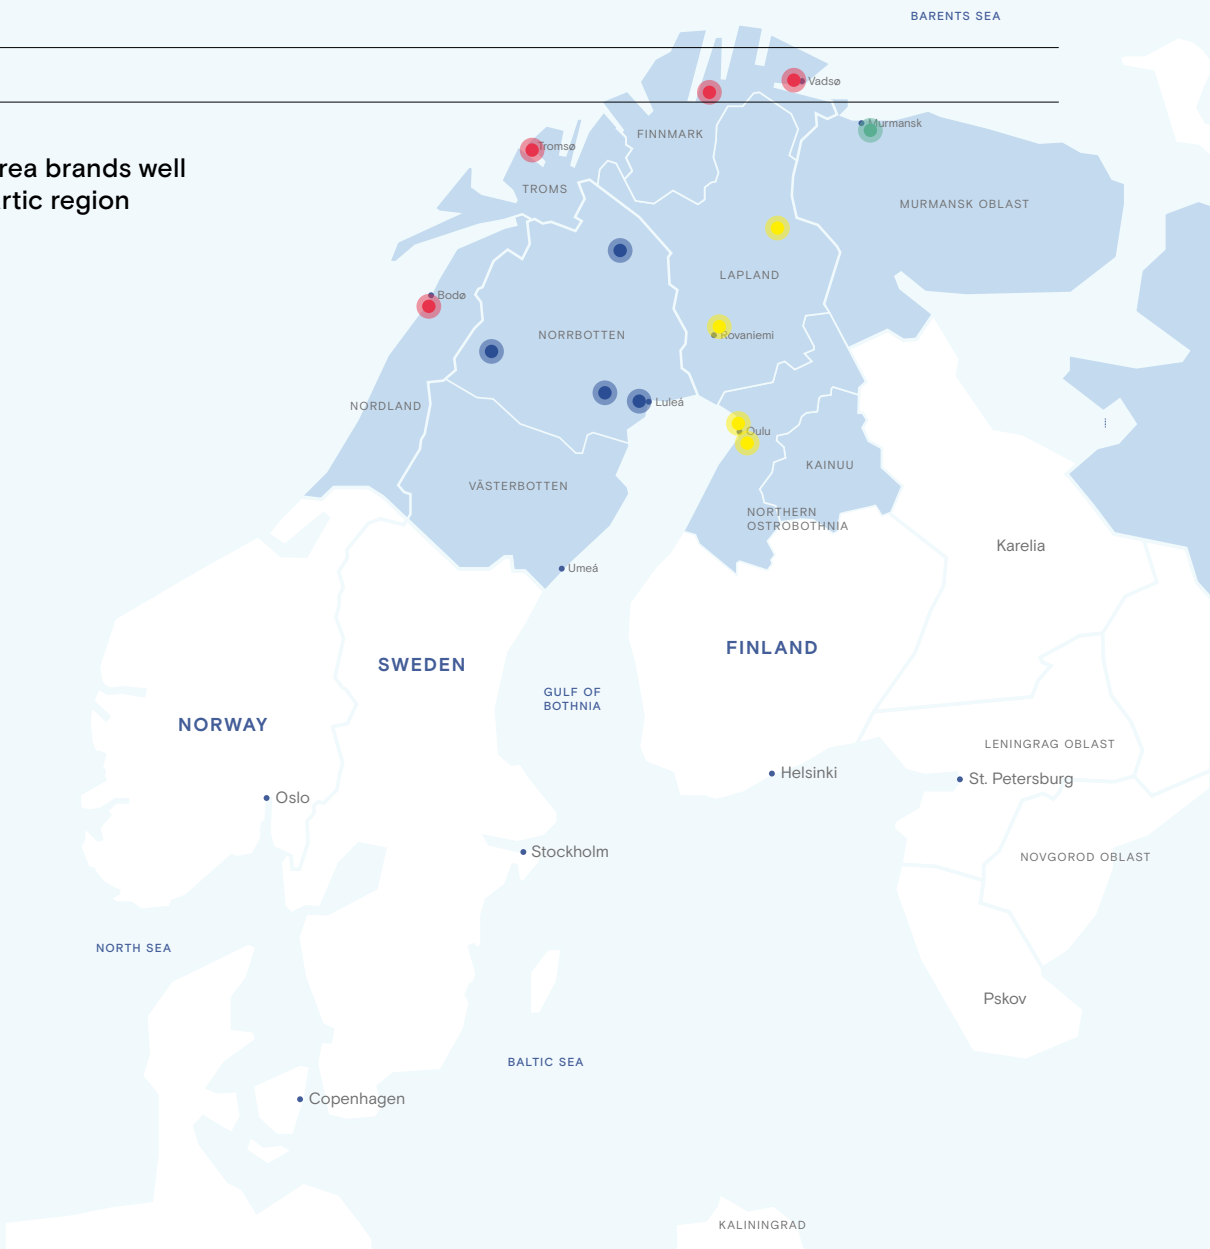 BARENTS SEA
Vadsø
Murmansk
FINNMARK
Tromsø
rea brands well
rtic region
TROMS
MURMANSK OBLAST
LAPLAND
Bodø
NORRBOTTEN
Rovaniemi
NORDLAND
Luleå
Oulu
KAINUU
VÄSTERBOTTEN
NORTHERN
OSTROBOTHNIA
Karelia
Umeå
FINLAND
SWEDEN
GULF OF
BOTHNIA
NORWAY
LENINGRAG OBLAST
Helsinki
St. Petersburg
Oslo
Stockholm
NOVGOROD OBLAST
NORTH SEA
Pskov
BALTIC SEA
Copenhagen
KALININGRAD